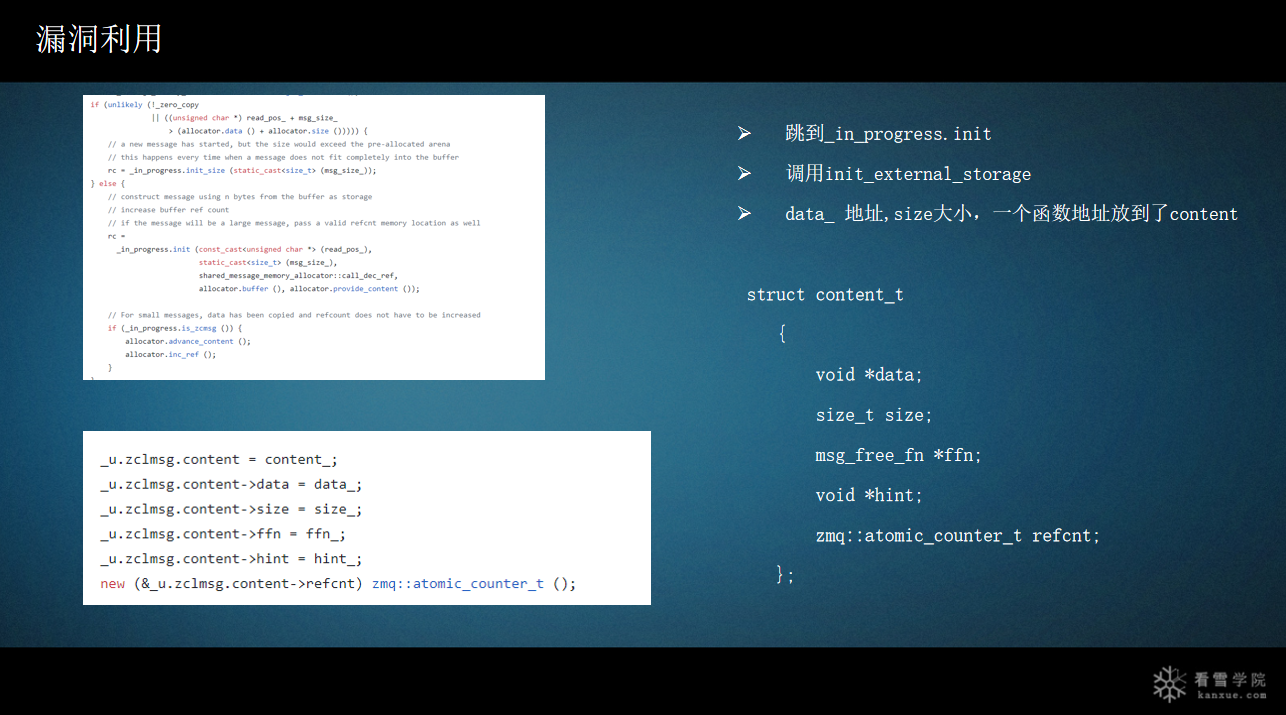 漏洞利用
if (unlikely (!_zero_copy
|| ((unsigned char *) read_pos_ + msg_size_
> (allocator.data () + allocator.size ())))) {
// a new message has started, but the size would exceed the pre-allocated arena
// this happens every time when a message does not fit completely into the buffer
rc = _in_progress.init_size (static_cast<size_t> (msg_size_));
} else {
// construct message using n bytes from the buffer as storage
// increase buffer ref count
// if the message will be a large message, pass a valid refcnt memory location as well
rc =
_in_progress.init (const_cast<unsigned char *> (read_pos_),
static_cast<size_t> (msg_size_),
shared_message_memory_allocator::call_dec_ref,
allocator.buffer (), allocator.provide_content ());
// For small messages, data has been copied and refcount does not have to be increased
if (_in_progress.is_zcmsg ()) {
allocator.advance_content ();
allocator.inc_ref ();
}
_u.zclmsg.content = content_;
_u.zclmsg.content->data = data_;
_u.zclmsg.content->size = size_;
_u.zclmsg.content->ffn = ffn_;
_u.zclmsg.content->hint = hint_;
new (&_u.zclmsg.content->refcnt) zmq::atomic_counter_t ();
➢ 跳到_in_progress.init
➢ 调用init_external_storage
➢ data_ 地址,size大小，一个函数地址放到了content
struct content_t
{
void *data;
size_t size;
msg_free_fn *ffn;
void *hint;
zmq::atomic_counter_t refcnt;
};
看雪学院
kanxue.com